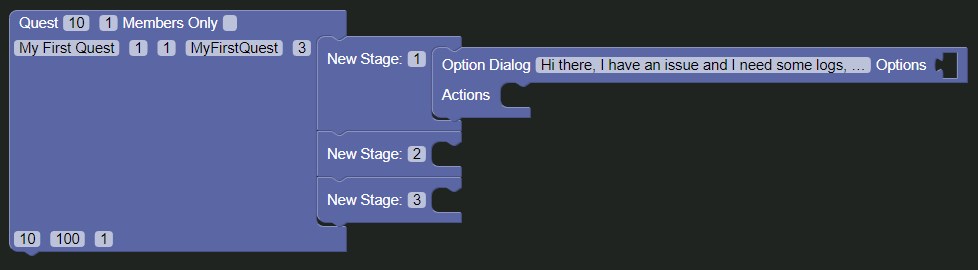 Quest 10 1 Members Only
My First Quest 1 1 MyFirstQuest 3
New Stage: 1
Option Dialog Hi there, I have an issue and I need some logs, ... Options
Actions
New Stage: 2
New Stage: 3
10 100 1